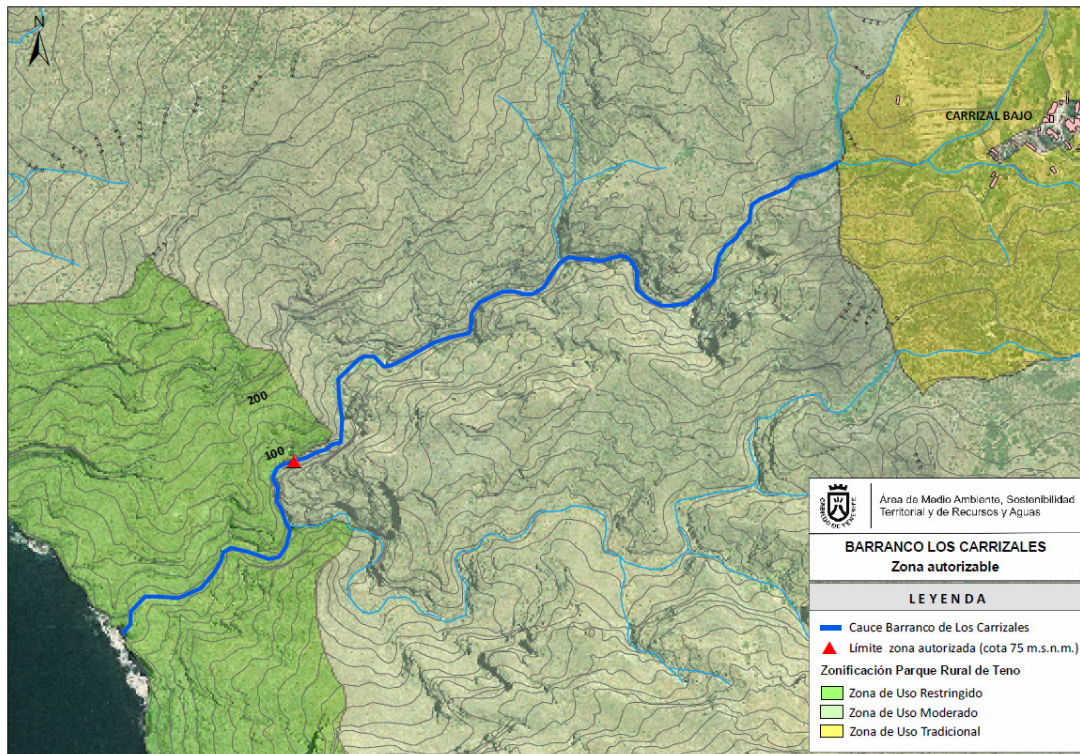 N
CARRIZAL BAJO
200
100
CABILDO DE TENERIFE
Área de Medio Ambiente, Sostenibilidad
Territorial y de Recursos y Aguas
BARRANCO LOS CARRIZALES
Zona autorizable
LEYENDA
Cauce Barranco de Los Carrizales
Límite zona autorizada (cota 75 m.s.n.m.)
Zonificación Parque Rural de Teno
Zona de Uso Restringido
Zona de Uso Moderado
Zona de Uso Tradicional